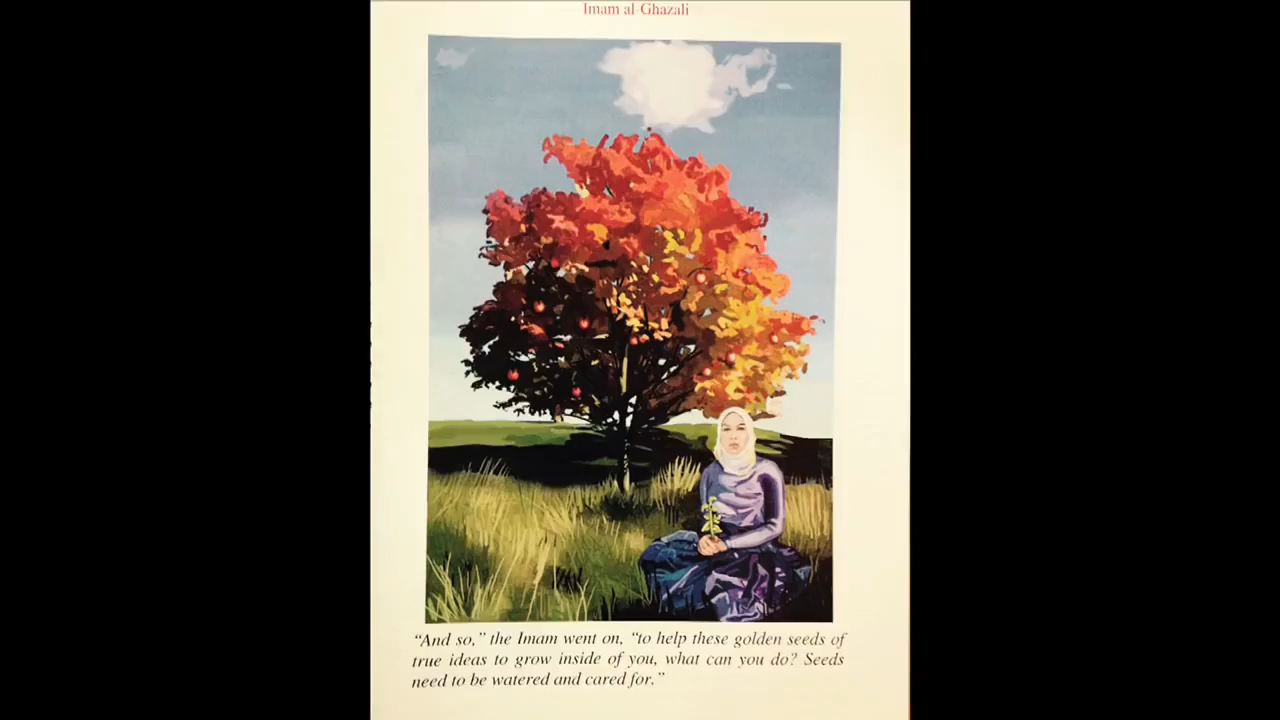 Imam al-Ghazali
“And so,” the Imam went on, “to help these golden seeds of
true ideas to grow inside of you, what can you do? Seeds
need to be watered and cared for.”